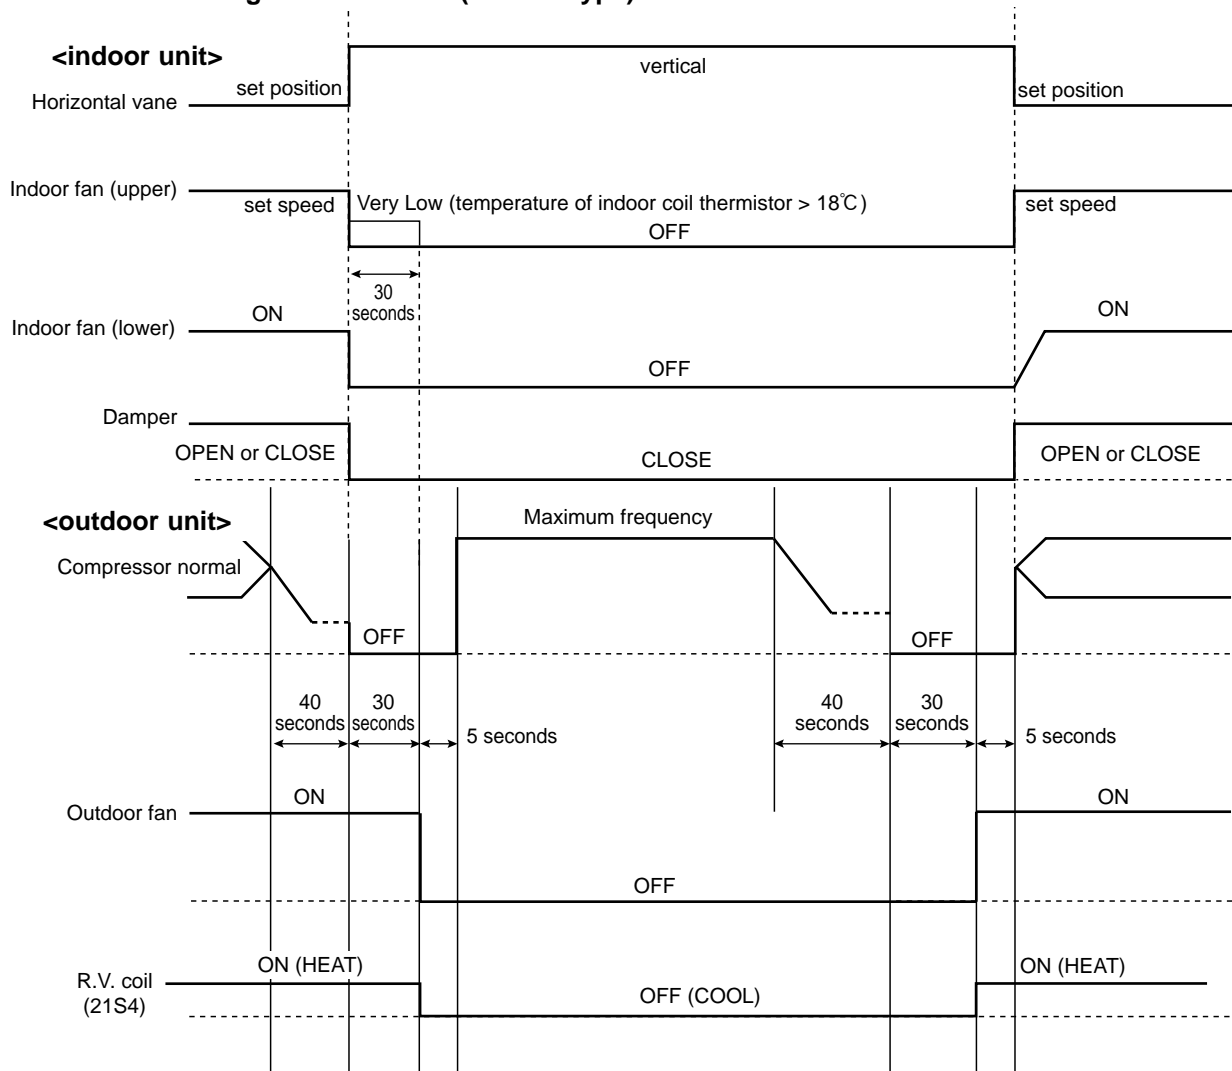 <indoor unit>
vertical
set position
set position
Horizontal vane
Indoor fan (upper)
set speed
Very Low (temperature of indoor coil thermistor > 18℃)
set speed
OFF
30
seconds
ON
ON
Indoor fan (lower)
OFF
Damper
OPEN or CLOSE
CLOSE
OPEN or CLOSE
<outdoor unit>
Maximum frequency
Compressor normal
OFF
OFF
40
seconds
30
seconds
5 seconds
40
seconds
30
seconds
5 seconds
ON
ON
Outdoor fan
OFF
ON (HEAT)
ON (HEAT)
R.V. coil
(21S4)
OFF (COOL)